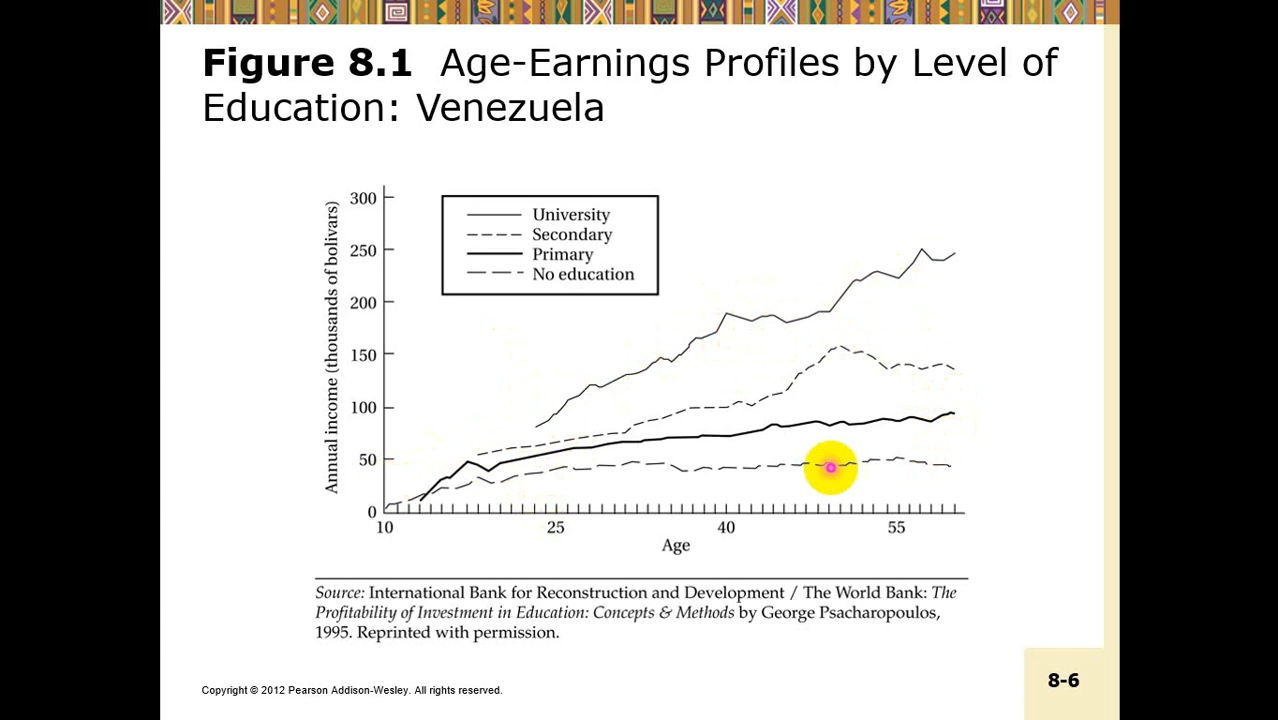 Figure 8.1 Age-Earnings Profiles by Level of
Education: Venezuela
Annual income (thousands of bolivars)
300
250
200
150
100
50
0
University
Secondary
Primary
No education
10 25 40 55
Age
Source: International Bank for Reconstruction and Development / The World Bank: The
Profitability of Investment in Education: Concepts & Methods by George Psacharopoulos,
1995. Reprinted with permission.
Copyright © 2012 Pearson Addison-Wesley. All rights reserved.
8-6